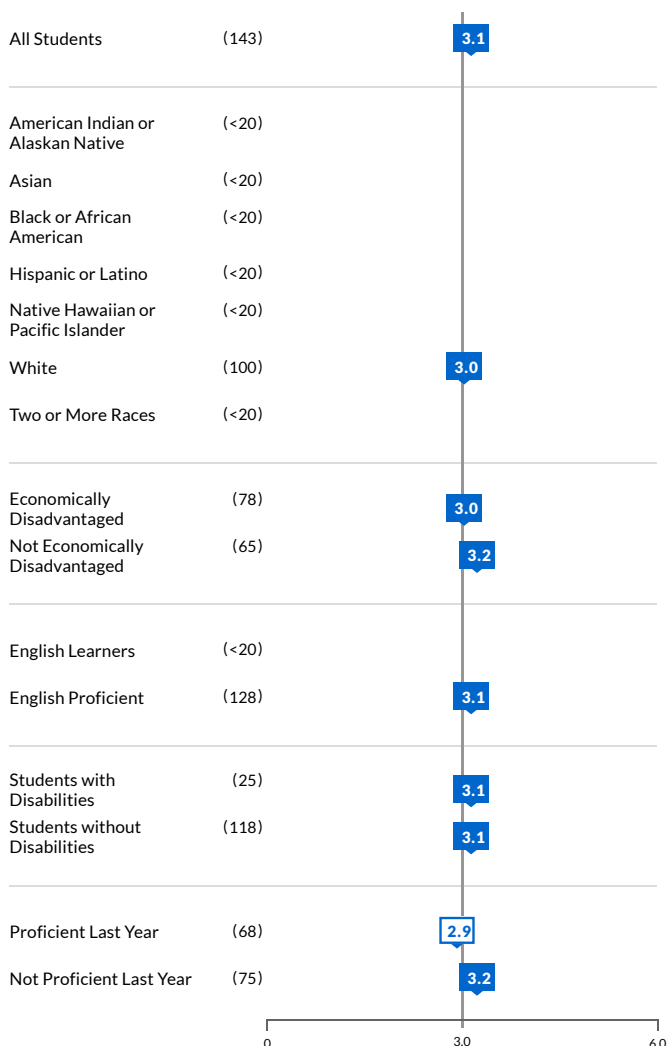 All Students (143) 3.1
American Indian or (<20)
Alaskan Native
Asian (<20)
Black or African (<20)
American
Hispanic or Latino (<20)
Native Hawaiian or (<20)
Pacific Islander
White (100) 3.0
Two or More Races (<20)
Economically (78) 3.0
Disadvantaged
Not Economically (65) 3.2
Disadvantaged
English Learners (<20)
English Proficient (128) 3.1
Students with (25) 3.1
Disabilities
Students without (118) 3.1
Disabilities
Proficient Last Year (68) 2.9
Not Proficient Last Year (75) 3.2
0 3.0 6.0